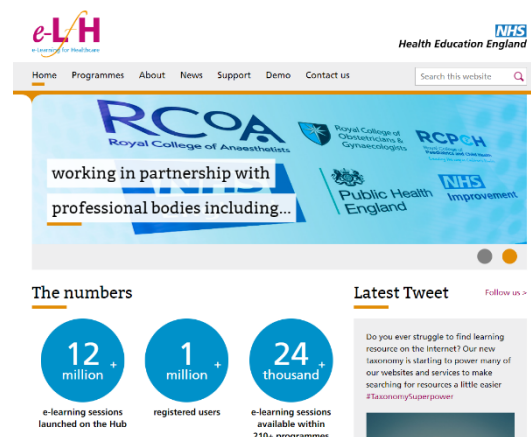 e-LfH
e-Learning for Healthcare
NHS
Health Education England
Home Programmes About News Support Demo Contact us
Search this website
RCOA
Royal College of Anaesthetists
Royal College of
Obstetricians &
Gynaecologists
RCPCH
Royal College of
Paediatrics and Child Health
working in partnership with
professional bodies including...
NHS
Public Health
England
NHS
Improvement
The numbers
12 +
million
e-learning sessions
launched on the Hub
1 +
million
registered users
24 +
thousand
e-learning sessions
available within
210+ programmes
Latest Tweet
Follow us >
Do you ever struggle to find learning
resource on the Internet? Our new
taxonomy is starting to power many of
our websites and services to make
searching for resources a little easier
#TaxonomySuperpower